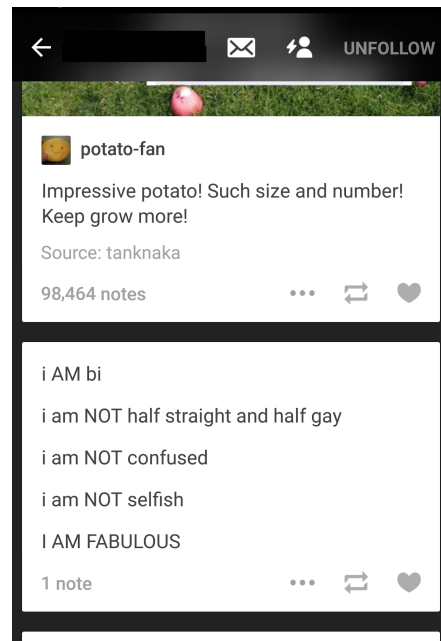 UNFOLLOW
potato-fan
Impressive potato! Such size and number!
Keep grow more!
Source: tanknaka
98,464 notes
i AM bi
i am NOT half straight and half gay
i am NOT confused
i am NOT selfish
I AM FABULOUS
1 note